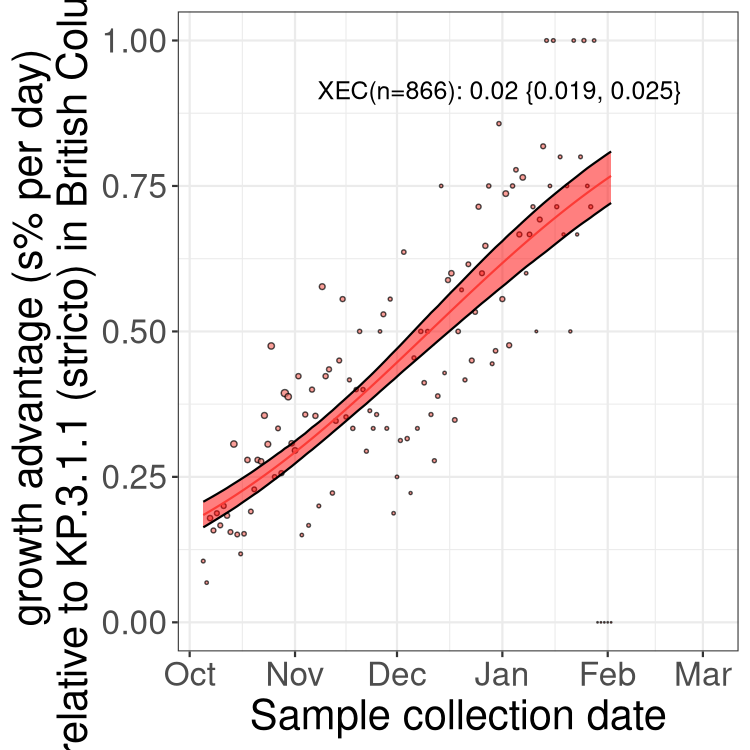 growth advantage (s% per day)
relative to KP.3.1.1 (stricto) in British Colu
1.00
0.75
0.50
0.25
0.00
XEC(n=866): 0.02 {0.019, 0.025}
Oct Nov Dec Jan Feb Mar
Sample collection date